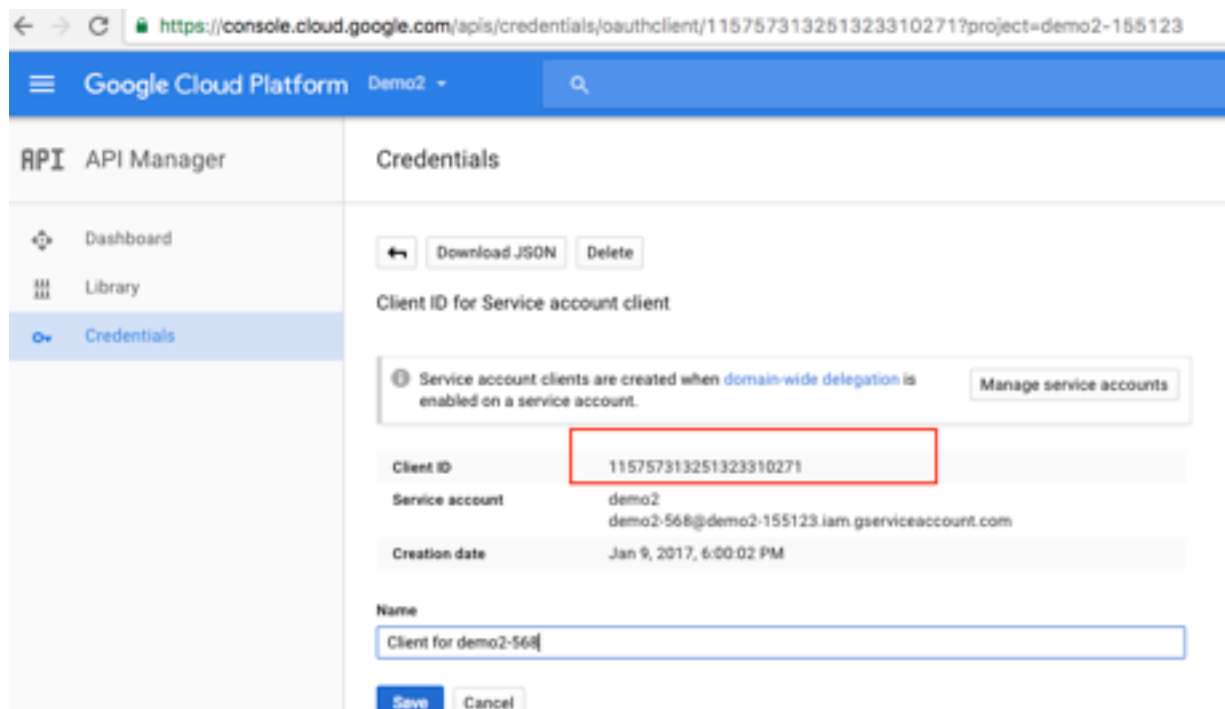 https://console.cloud.google.com/apis/credentials/oauthclient/115757313251323310271?project=demo2-155123
Google Cloud Platform Demo2
API API Manager
Credentials
Dashboard
Library
Credentials
Download JSON Delete
Client ID for Service account client
Service account clients are created when domain-wide delegation is
enabled on a service account.
Manage service accounts
Client ID 115757313251323310271
Service account demo2
demo2-568@demo2-155123.iam.gserviceaccount.com
Creation date Jan 9, 2017, 6:00:02 PM
Name
Client for demo2-568
Save Cancel